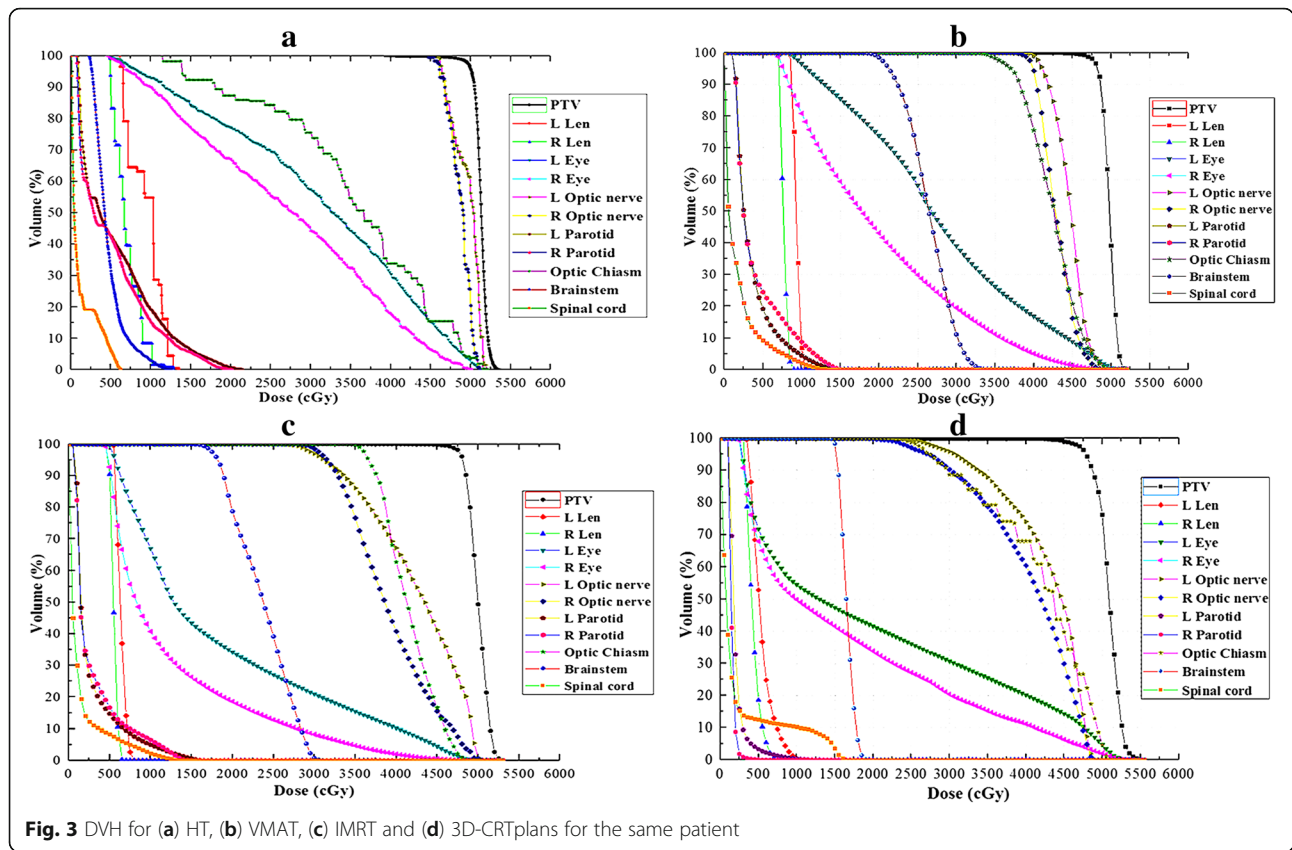 a
100
90
80
70
60
50
40
30
20
10
0
Volume (%)
0 500 1000 1500 2000 2500 3000 3500 4000 4500 5000 5500 6000
Dose (cGy)
PTV
L Len
R Len
L Eye
R Eye
L Optic nerve
R Optic nerve
L Parotid
R Parotid
Optic Chiasm
Brainstem
Spinal cord
b
100
90
80
70
60
50
40
30
20
10
0
Volume (%)
0 500 1000 1500 2000 2500 3000 3500 4000 4500 5000 5500 6000
Dose (cGy)
PTV
L Len
R Len
L Eye
R Eye
L Optic nerve
R Optic nerve
L Parotid
R Parotid
Optic Chiasm
Brainstem
Spinal cord
c
100
90
80
70
60
50
40
30
20
10
0
Volume (%)
0 500 1000 1500 2000 2500 3000 3500 4000 4500 5000 5500 6000
Dose (cGy)
PTV
L Len
R Len
L Eye
R Eye
L Optic nerve
R Optic nerve
L Parotid
R Parotid
Optic Chiasm
Brainstem
Spinal cord
d
100
90
80
70
60
50
40
30
20
10
0
Volume (%)
0 500 1000 1500 2000 2500 3000 3500 4000 4500 5000 5500 6000
Dose (cGy)
PTV
L Len
R Len
L Eye
R Eye
L Optic nerve
R Optic nerve
L Parotid
R Parotid
Optic Chiasm
Brainstem
Spinal cord
Fig. 3 DVH for (a) HT, (b) VMAT, (c) IMRT and (d) 3D-CRTplans for the same patient